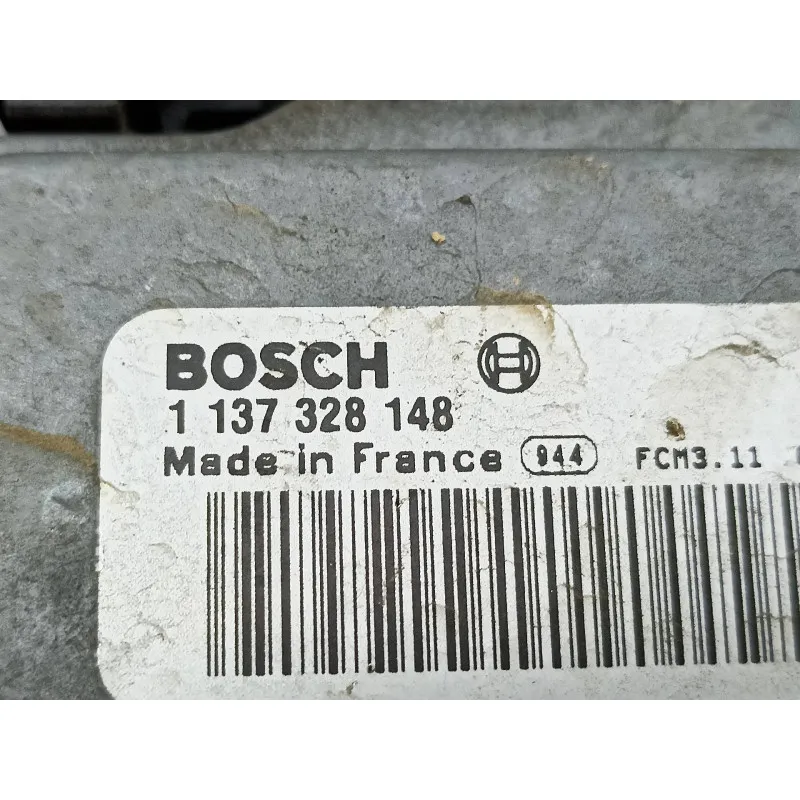 BOSCH
1 137 328 148
Made in France 944 FCM3.11